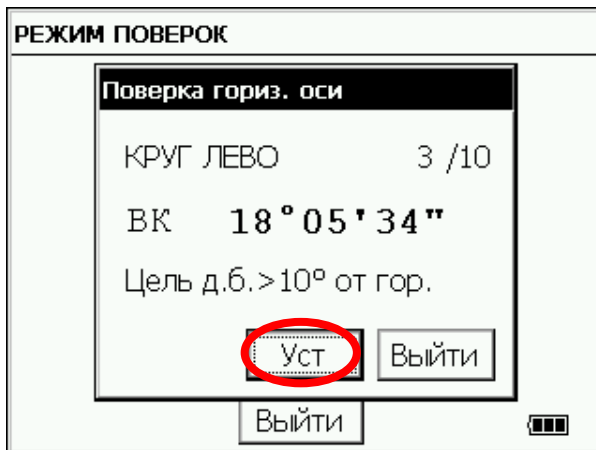 РЕЖИМ ПОВЕРОК
Поверка гориз. оси
КРУГ ЛЕВО 3 /10
ВК 18°05'34"
Цель д.б.>10° от гор.
Уст Выйти
Выйти